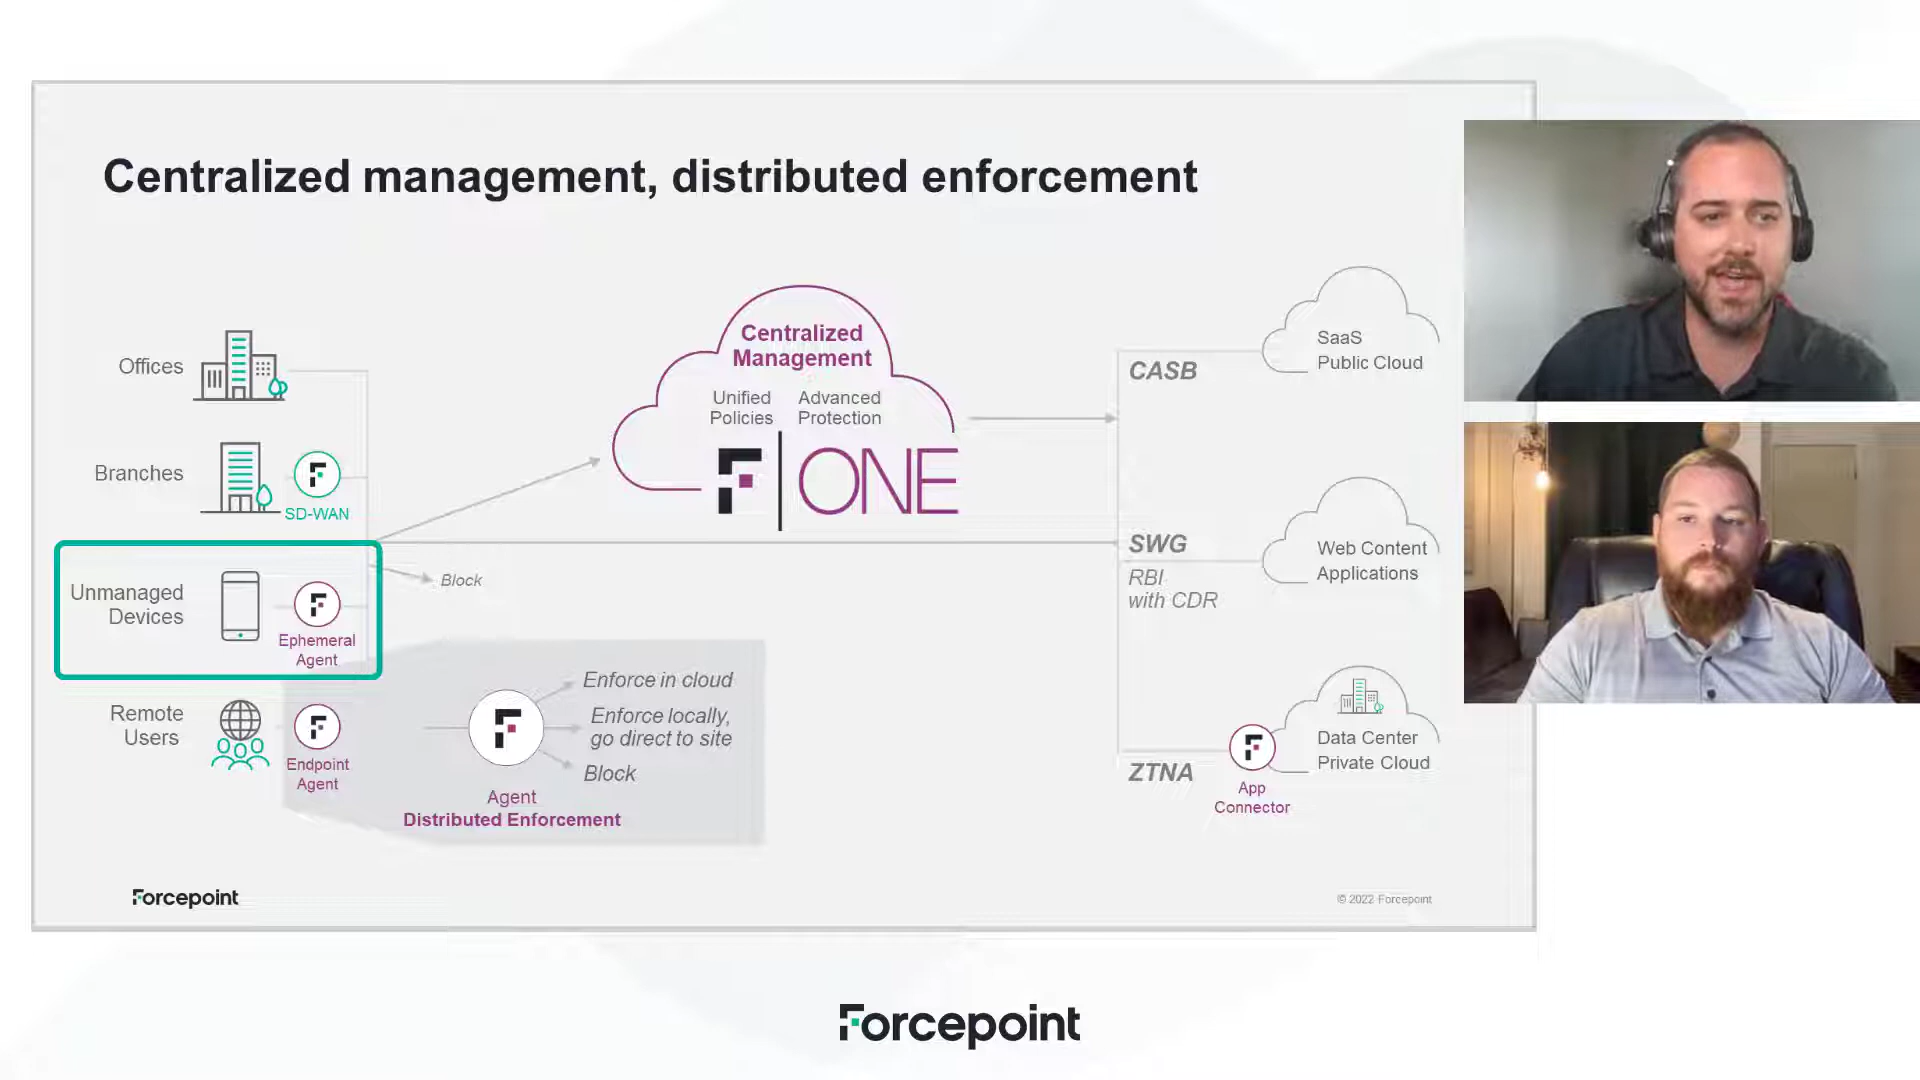 Centralized management, distributed enforcement
Offices
Branches
SD-WAN
Unmanaged
Devices
Ephemeral
Agent
Remote
Users
Endpoint
Agent
Block
Centralized
Management
Unified
Policies
Advanced
Protection
F|ONE
Enforce in cloud
Enforce locally,
go direct to site
Block
Agent
Distributed Enforcement
CASB
SaaS
Public Cloud
SWG
RBI
with CDR
Web Content
Applications
ZTNA
App
Connector
Data Center
Private Cloud
Forcepoint
© 2022 Forcepoint
Forcepoint